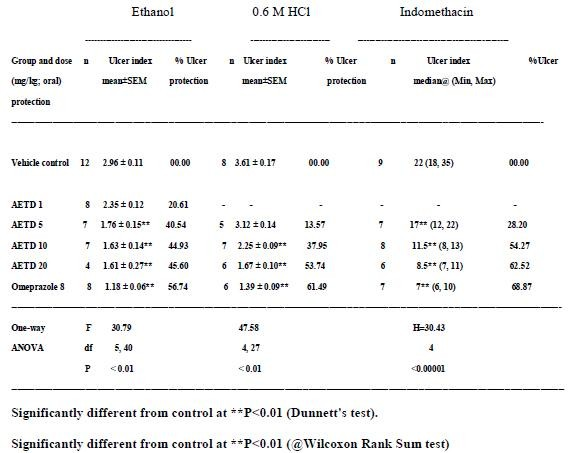 Ethanol 0.6 M HCl Indomethacin
Group and dose n Ulcer index % Ulcer n Ulcer index % Ulcer n Ulcer index %Ulcer
(mg/kg; oral) mean±SEM protection mean±SEM protection median@ (Min, Max)
protection
Vehicle control 12 2.96 ± 0.11 00.00 8 3.61 ± 0.17 00.00 9 22 (18, 35) 00.00
AETD 1 8 2.35 ± 0.12 20.61 - - - - - -
AETD 5 7 1.76 ± 0.15** 40.54 5 3.12 ± 0.14 13.57 7 17** (12, 22) 28.20
AETD 10 7 1.63 ± 0.14** 44.93 7 2.25 ± 0.09** 37.95 8 11.5** (8, 13) 54.27
AETD 20 4 1.61 ± 0.27** 45.60 6 1.67 ± 0.10** 53.74 6 8.5** (7, 11) 62.52
Omeprazole 8 8 1.18 ± 0.06** 56.74 6 1.39 ± 0.09** 61.49 7 7** (6, 10) 68.87
One-way F 30.79 47.58 H=30.43
ANOVA df 5, 40 4, 27 4
P < 0.01 < 0.01 <0.00001
Significantly different from control at **P<0.01 (Dunnett's test).
Significantly different from control at **P<0.01 (@Wilcoxon Rank Sum test)